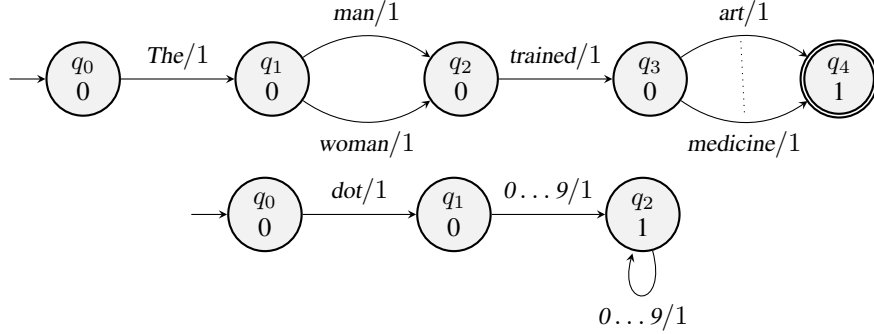 man/1 art/1
The/1 trained/1
q0 q1 q2 q3 q4
0 0 0 0 1
woman/1 medicine/1
dot/1 0 . . . 9/1
q0 q1 q2
0 0 1
0 . . . 9/1